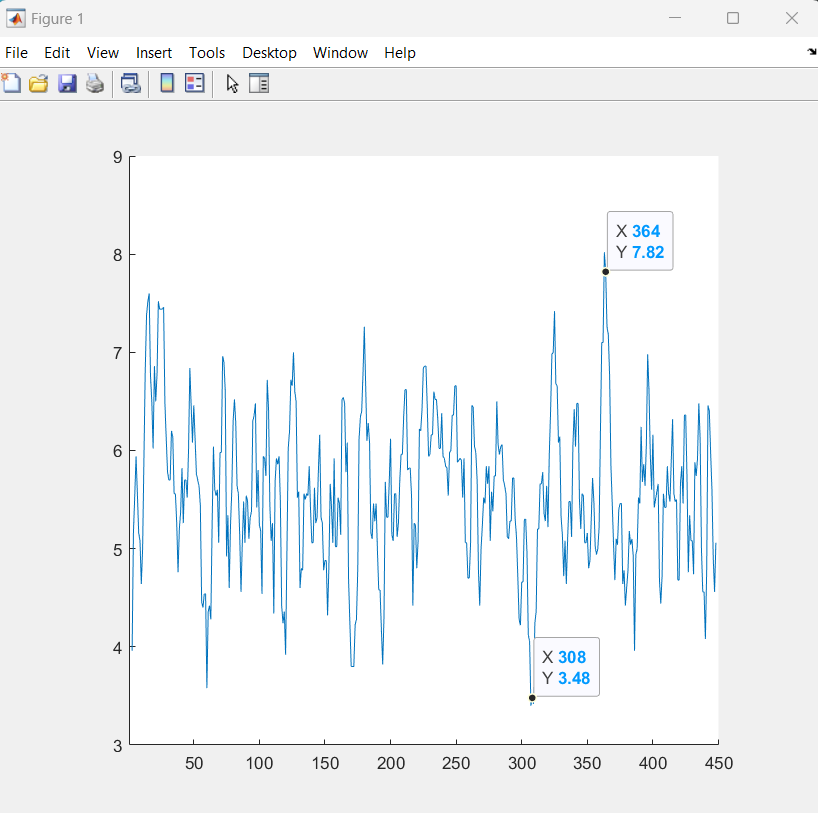 Figure 1
File Edit View Insert Tools Desktop Window Help
9
8
7
6
5
4
3
X 364
Y 7.82
X 308
Y 3.48
50 100 150 200 250 300 350 400 450